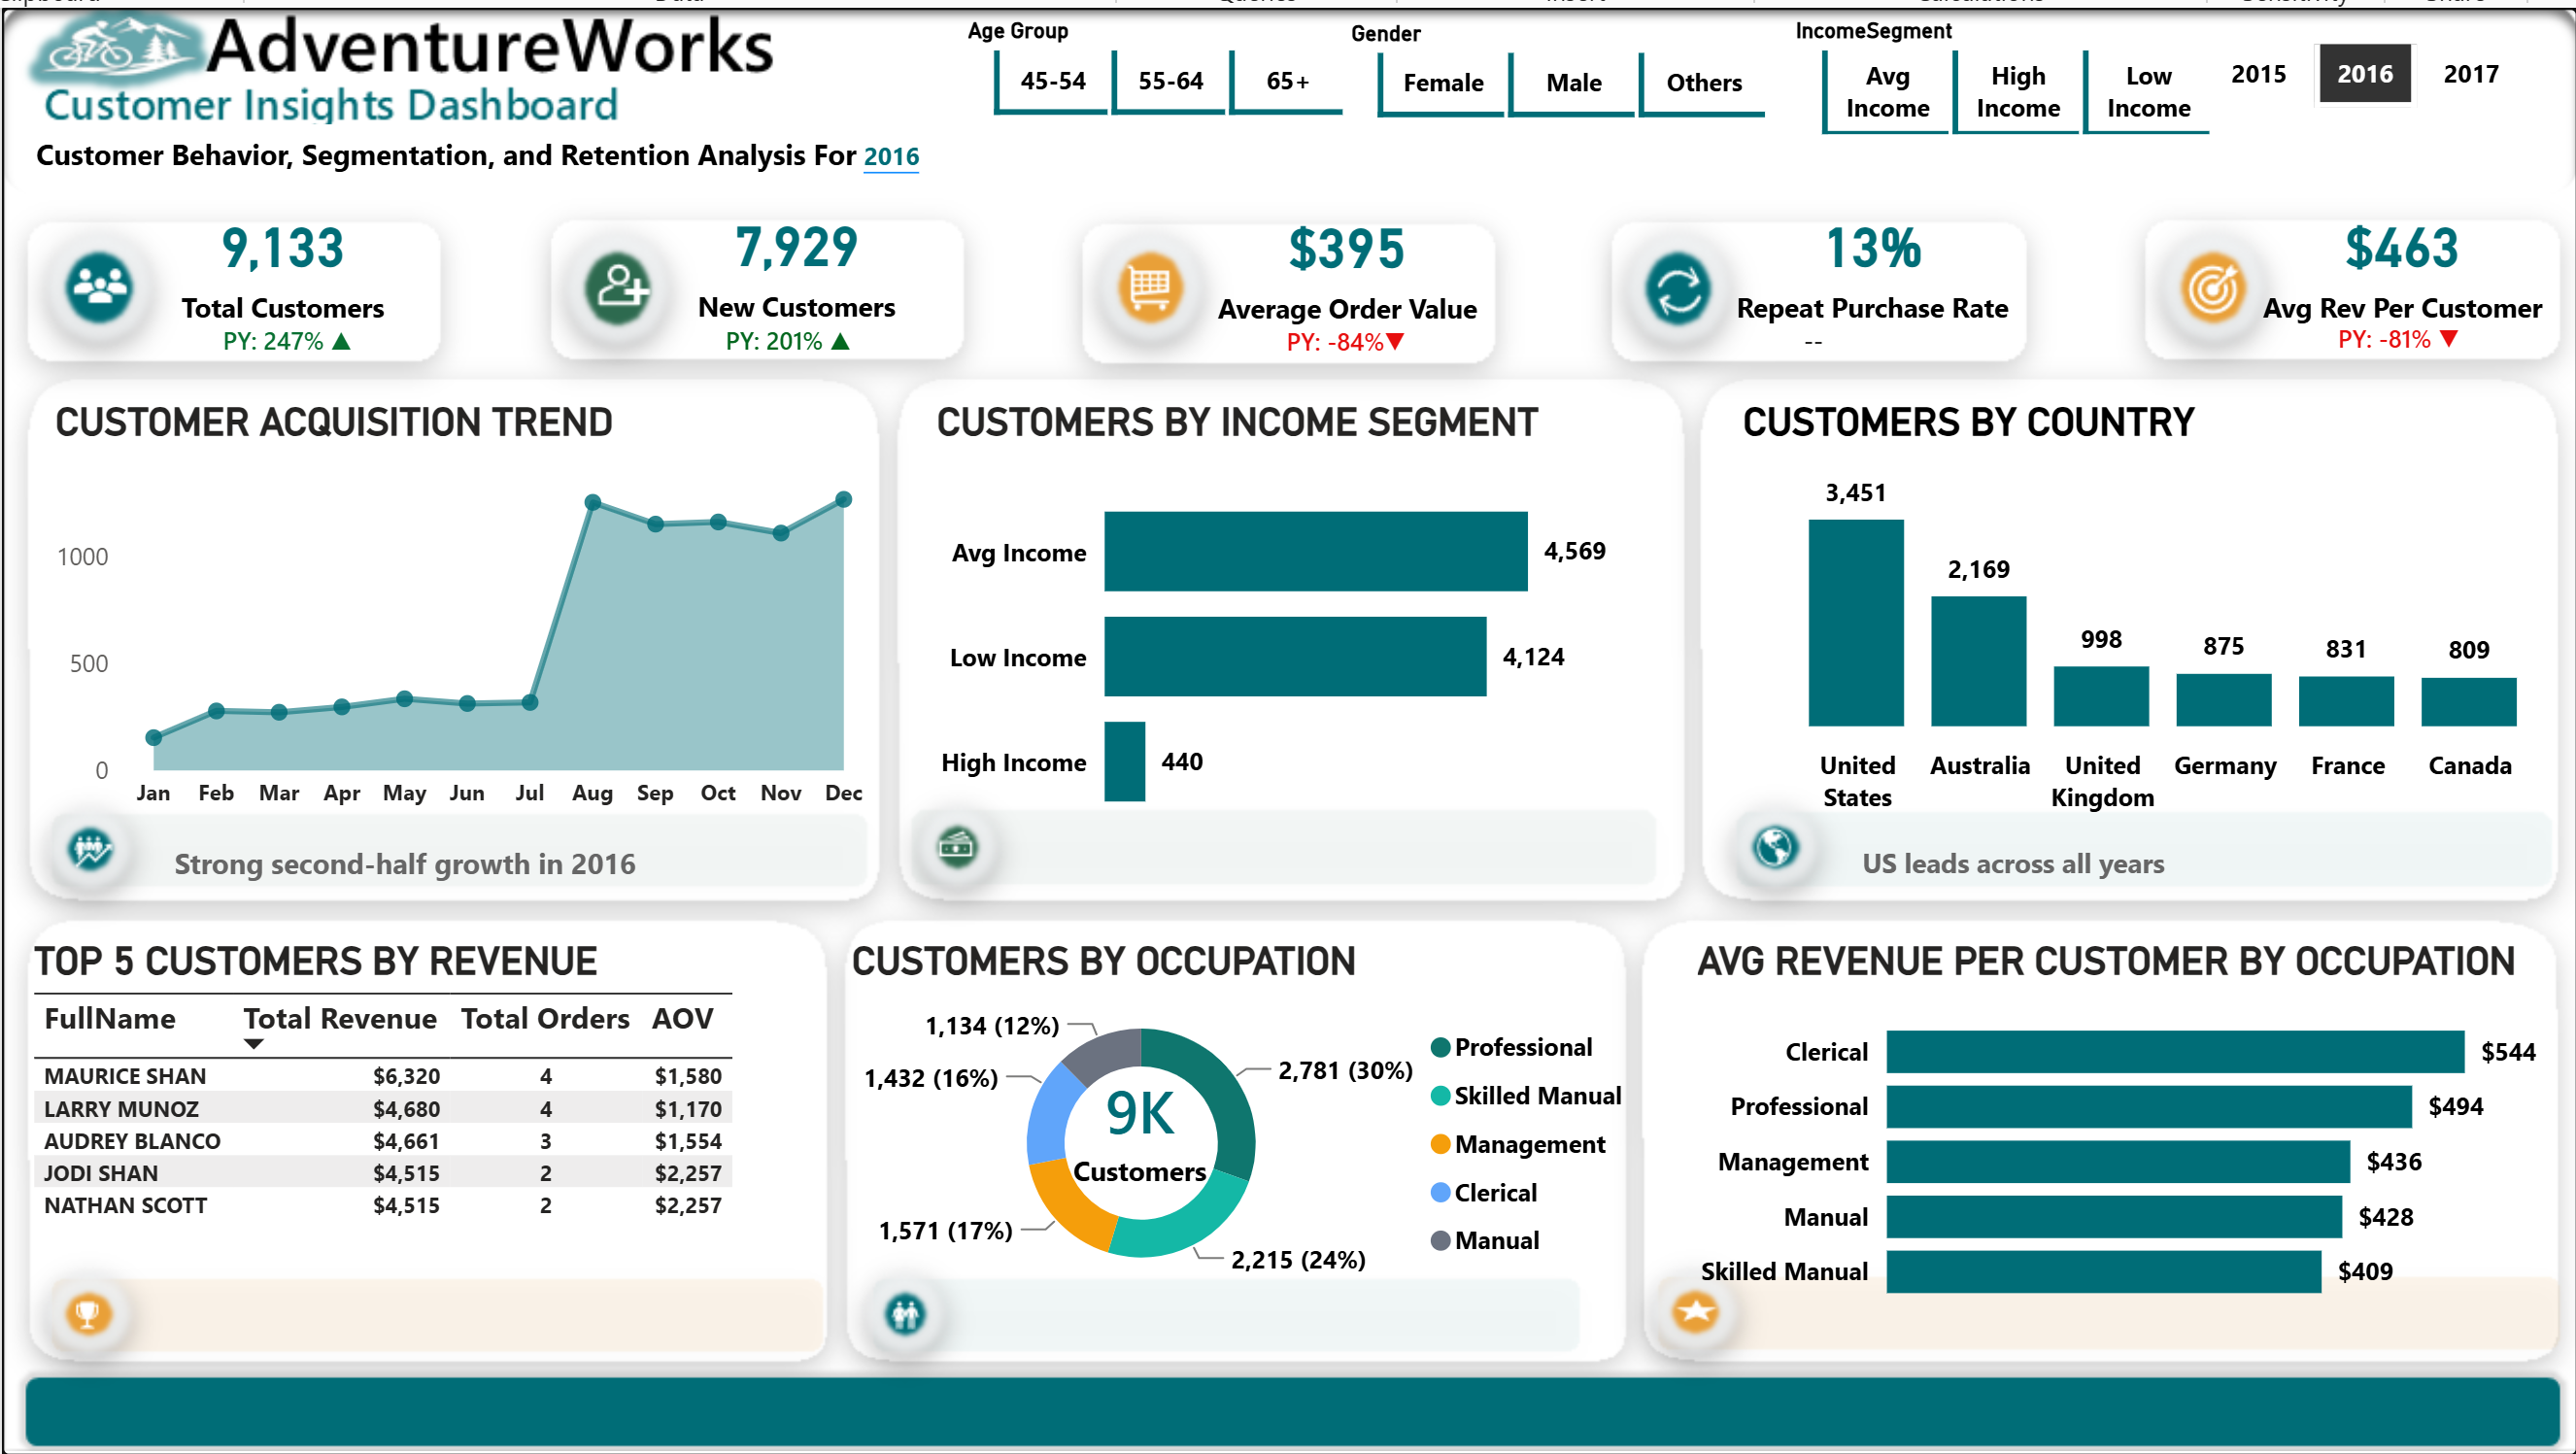 AdventureWorks
Customer Insights Dashboard
Customer Behavior, Segmentation, and Retention Analysis For 2016
Age Group
45-54 55-64 65+
Gender
Female Male Others
IncomeSegment
Avg Income High Income Low Income
2015 2016 2017
9,133
Total Customers
PY: 247% ▲
7,929
New Customers
PY: 201% ▲
$395
Average Order Value
PY: -84%▼
13%
Repeat Purchase Rate
--
$463
Avg Rev Per Customer
PY: -81% ▼
CUSTOMER ACQUISITION TREND
1000
500
0
Jan Feb Mar Apr May Jun Jul Aug Sep Oct Nov Dec
Strong second-half growth in 2016
CUSTOMERS BY INCOME SEGMENT
Avg Income 4,569
Low Income 4,124
High Income 440
CUSTOMERS BY COUNTRY
3,451
2,169
998
875
831
809
United States
Australia
United Kingdom
Germany
France
Canada
US leads across all years
TOP 5 CUSTOMERS BY REVENUE
FullName Total Revenue Total Orders AOV
MAURICE SHAN $6,320 4 $1,580
LARRY MUNOZ $4,680 4 $1,170
AUDREY BLANCO $4,661 3 $1,554
JODI SHAN $4,515 2 $2,257
NATHAN SCOTT $4,515 2 $2,257
CUSTOMERS BY OCCUPATION
1,134 (12%)
1,432 (16%)
2,781 (30%)
1,571 (17%)
2,215 (24%)
9K
Customers
Professional
Skilled Manual
Management
Clerical
Manual
AVG REVENUE PER CUSTOMER BY OCCUPATION
Clerical $544
Professional $494
Management $436
Manual $428
Skilled Manual $409